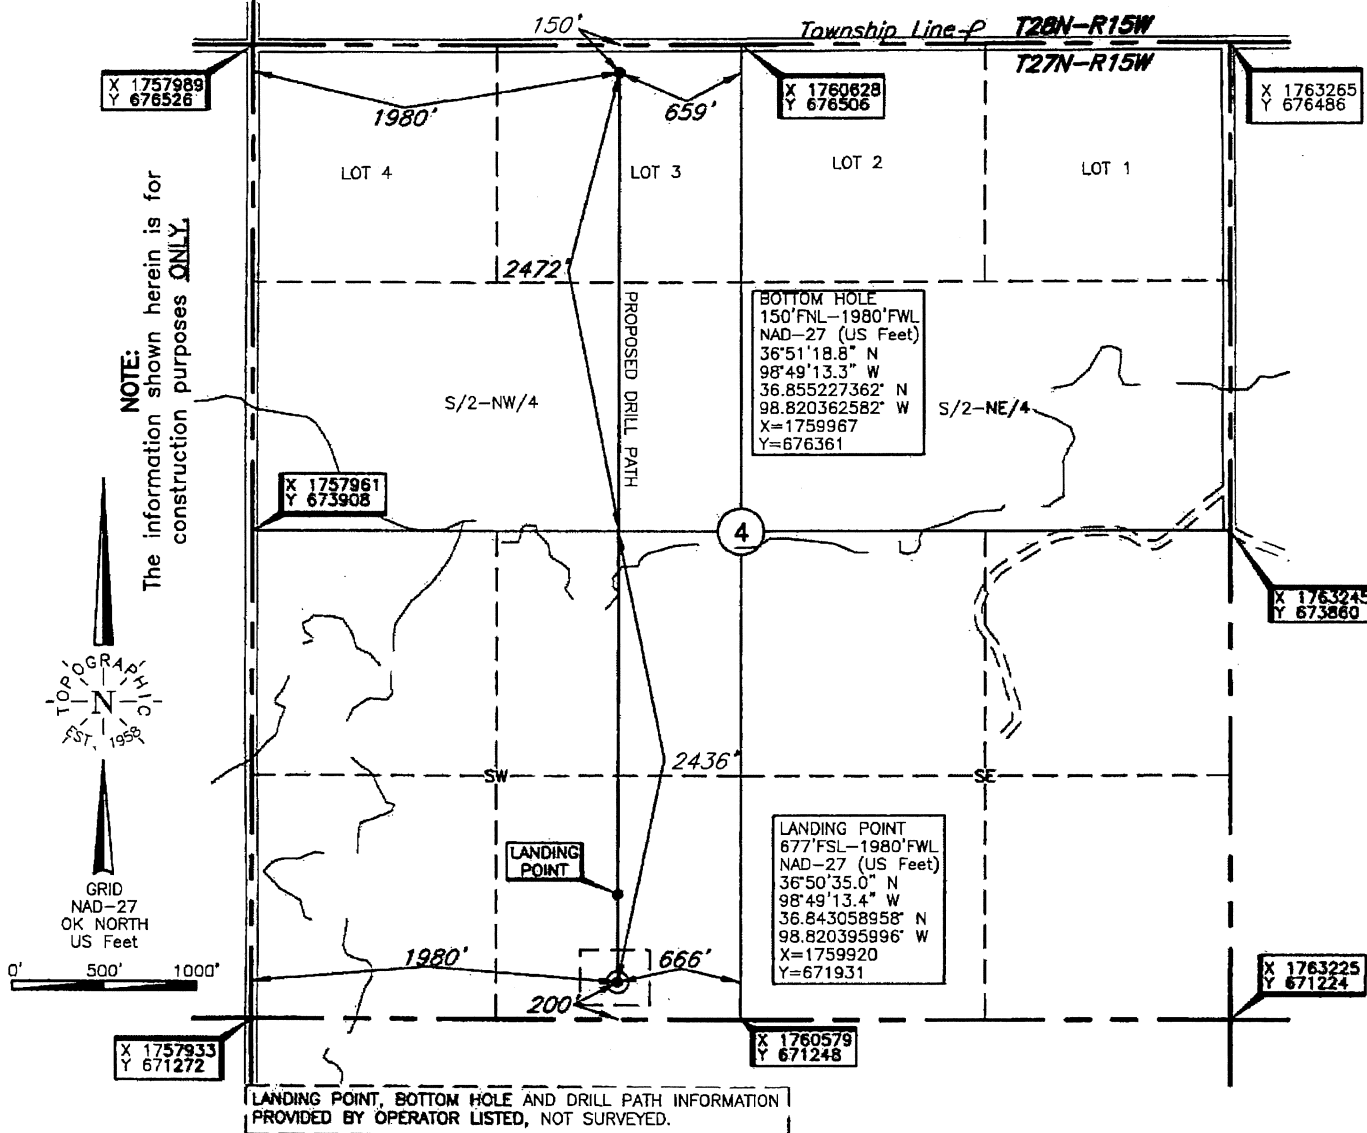 150'
Township Line T28N-R15W
T27N-R15W
X 1757989
Y 676526
X 1760628
Y 676506
X 1763265
Y 676486
1980'
659'
LOT 4
LOT 3
LOT 2
LOT 1
NOTE:
The information shown herein is for
construction purposes ONLY.
2472'
PROPOSED DRILL PATH
BOTTOM HOLE
150'FNL-1980'FWL
NAD-27 (US Feet)
36°51'18.8" N
98°49'13.3" W
36.855227362° N
98.820362582° W
X=1759967
Y=676361
S/2-NW/4
S/2-NE/4
X 1757961
Y 673908
4
X 1763245
Y 673860
TOPOGRAPHIC
N
EST. 1958
2436'
SW
SE
LANDING
POINT
LANDING POINT
677'FSL-1980'FWL
NAD-27 (US Feet)
36°50'35.0" N
98°49'13.4" W
36.843058958° N
98.820395996° W
X=1759920
Y=671931
GRID
NAD-27
OK NORTH
US Feet
0' 500' 1000'
1980'
666'
200'
X 1763225
Y 671224
X 1757933
Y 671272
X 1760579
Y 671248
LANDING POINT, BOTTOM HOLE AND DRILL PATH INFORMATION
PROVIDED BY OPERATOR LISTED, NOT SURVEYED.